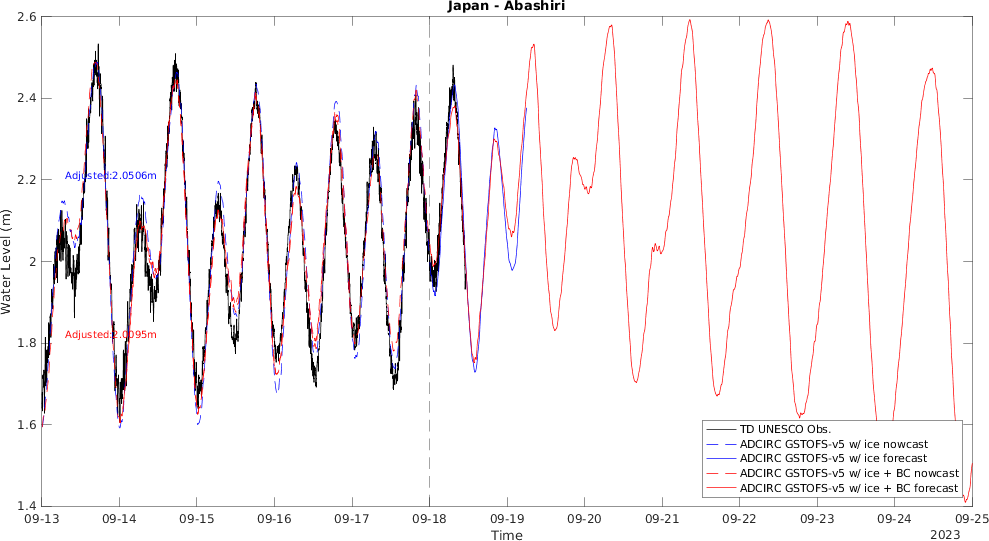 Japan - Abashiri
2.6
2.4
2.2
2
1.8
1.6
1.4
Water Level (m)
Adjusted:2.0506m
Adjusted:2.0095m
TD UNESCO Obs.
ADCIRC GSTOFS-v5 w/ ice nowcast
ADCIRC GSTOFS-v5 w/ ice forecast
ADCIRC GSTOFS-v5 w/ ice + BC nowcast
ADCIRC GSTOFS-v5 w/ ice + BC forecast
09-13 09-14 09-15 09-16 09-17 09-18 09-19 09-20 09-21 09-22 09-23 09-24 09-25
Time
2023